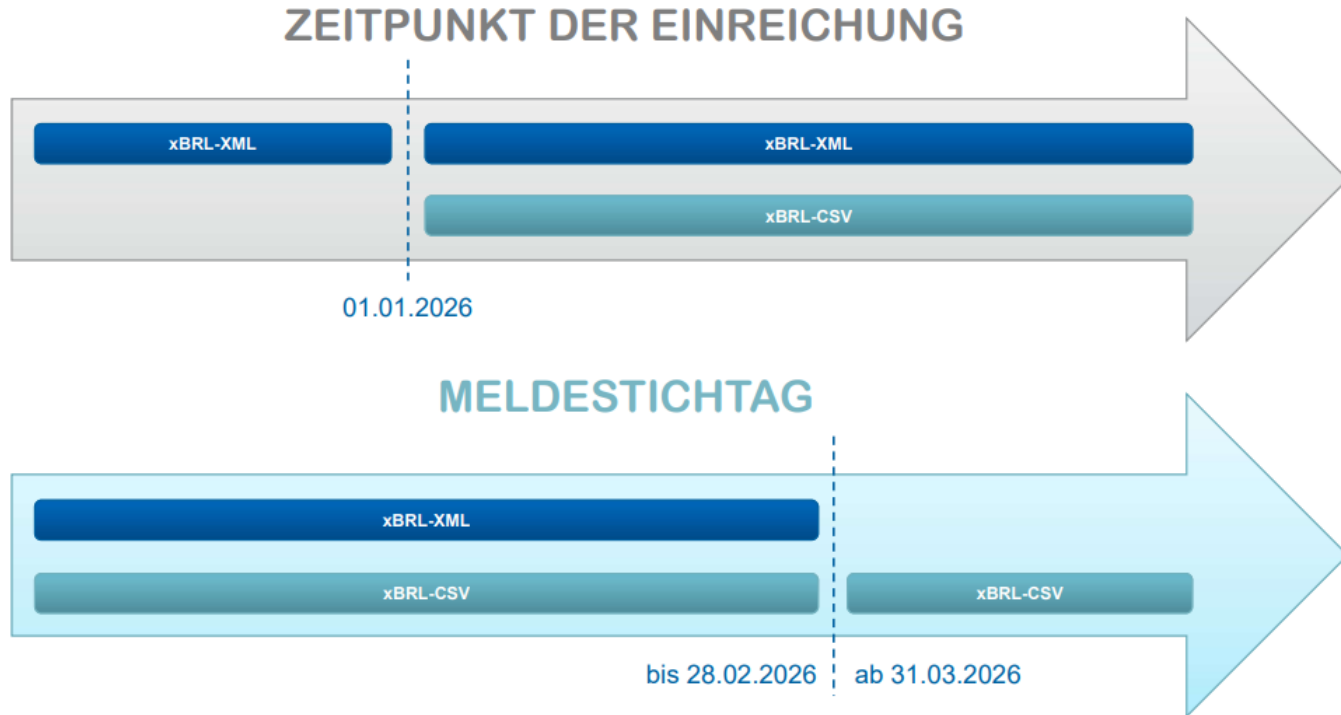 ZEITPUNKT DER EINREICHUNG
xBRL-XML
xBRL-XML
xBRL-CSV
01.01.2026
MELDESTICHTAG
xBRL-XML
xBRL-CSV
xBRL-CSV
bis 28.02.2026
ab 31.03.2026